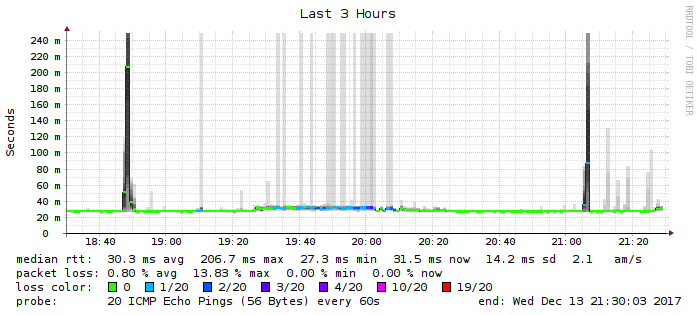 Last 3 Hours
RRDTOOL / TOBI OETIKER
Seconds
240 m
220 m
200 m
180 m
160 m
140 m
120 m
100 m
80 m
60 m
40 m
20 m
0
18:40 19:00 19:20 19:40 20:00 20:20 20:40 21:00 21:20
median rtt: 30.3 ms avg 206.7 ms max 27.3 ms min 31.5 ms now 14.2 ms sd 2.1 am/s
packet loss: 0.80 % avg 13.83 % max 0.00 % min 0.00 % now
loss color: 0 1/20 2/20 3/20 4/20 10/20 19/20
probe: 20 ICMP Echo Pings (56 Bytes) every 60s end: Wed Dec 13 21:30:03 2017